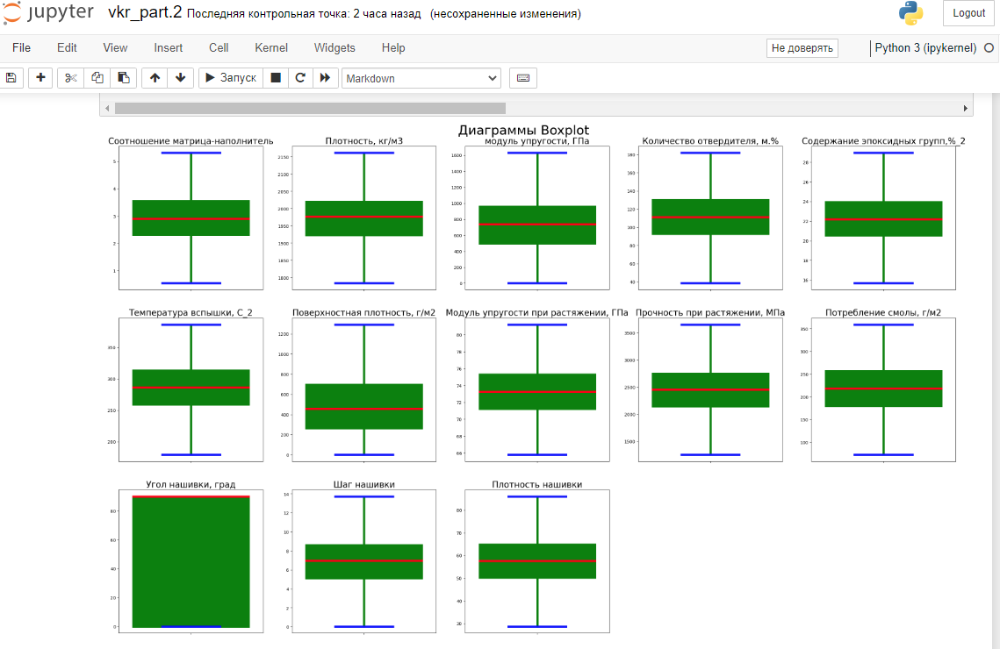 jupyter vkr_part.2 Последняя контрольная точка: 2 часа назад (несохраненные изменения) Logout
File Edit View Insert Cell Kernel Widgets Help Не доверять Python 3 (ipykernel)
Запуск Markdown
Диаграммы Boxplot
Соотношение матрица-наполнитель Плотность, кг/м3 модуль упругости, ГПа Количество отвердителя, м.% Содержание эпоксидных групп,%_2
5 4 3 2 1
2150 2100 2050 2000 1950 1900 1850 1800
1600 1400 1200 1000 800 600 400 200 0
180 160 140 120 100 80 60 40
28 26 24 22 20 18 16
Температура вспышки, С_2 Поверхностная плотность, г/м2 Модуль упругости при растяжении, ГПа Прочность при растяжении, МПа Потребление смолы, г/м2
350 300 250 200
1200 1000 800 600 400 200 0
80 78 76 74 72 70 68 66
3500 3000 2500 2000 1500
350 300 250 200 150 100
Угол нашивки, град Шаг нашивки Плотность нашивки
80 60 40 20 0
14 12 10 8 6 4 2 0
80 70 60 50 40 30